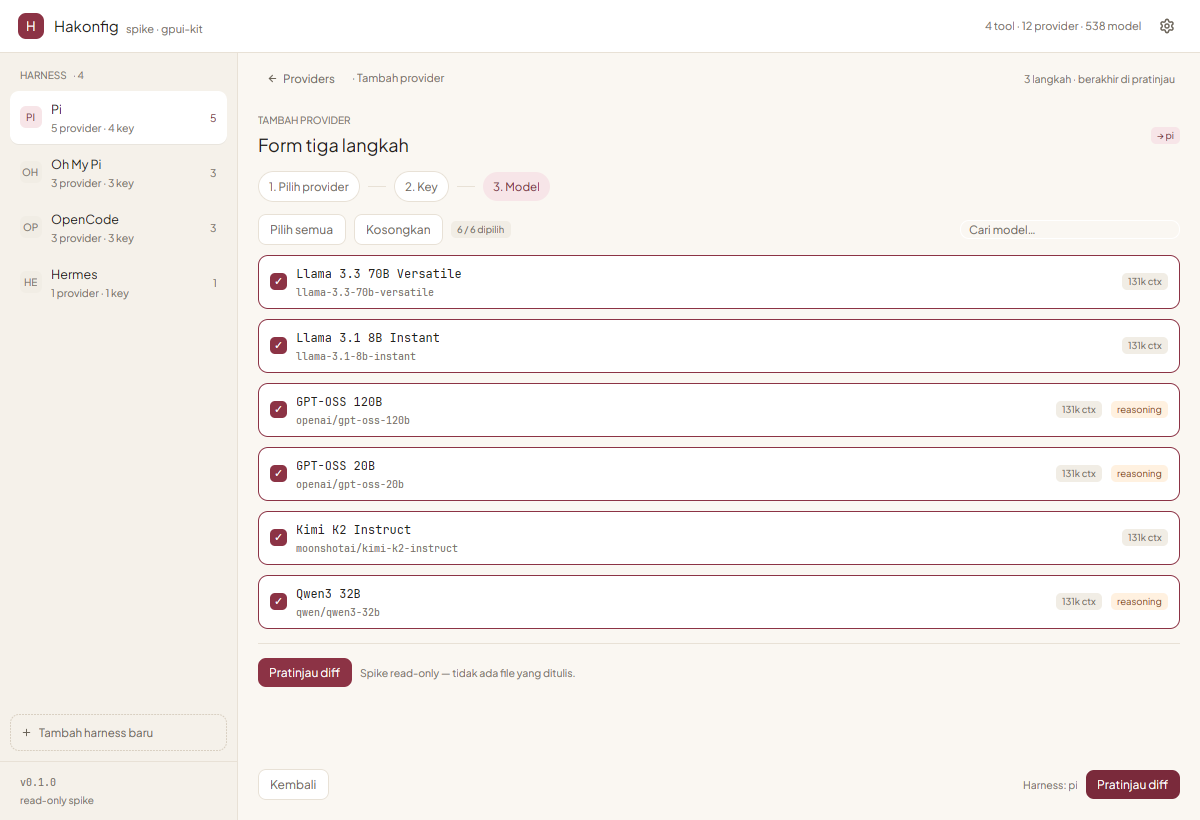 H Hakonfig spike · gpui-kit
4 tool · 12 provider · 538 model
HARNESS · 4
PI Pi 5
5 provider · 4 key
OH Oh My Pi 3
3 provider · 3 key
OP OpenCode 3
3 provider · 3 key
HE Hermes 1
1 provider · 1 key
+ Tambah harness baru
v0.1.0
read-only spike
← Providers · Tambah provider
3 langkah · berakhir di pratinjau
TAMBAH PROVIDER
Form tiga langkah
→ pi
1. Pilih provider 2. Key 3. Model
Pilih semua Kosongkan 6 / 6 dipilih Cari model…
✓ Llama 3.3 70B Versatile 131k ctx
llama-3.3-70b-versatile
✓ Llama 3.1 8B Instant 131k ctx
llama-3.1-8b-instant
✓ GPT-OSS 120B 131k ctx reasoning
openai/gpt-oss-120b
✓ GPT-OSS 20B 131k ctx reasoning
openai/gpt-oss-20b
✓ Kimi K2 Instruct 131k ctx
moonshotai/kimi-k2-instruct
✓ Qwen3 32B 131k ctx reasoning
qwen/qwen3-32b
Pratinjau diff Spike read-only — tidak ada file yang ditulis.
Kembali Harness: pi Pratinjau diff